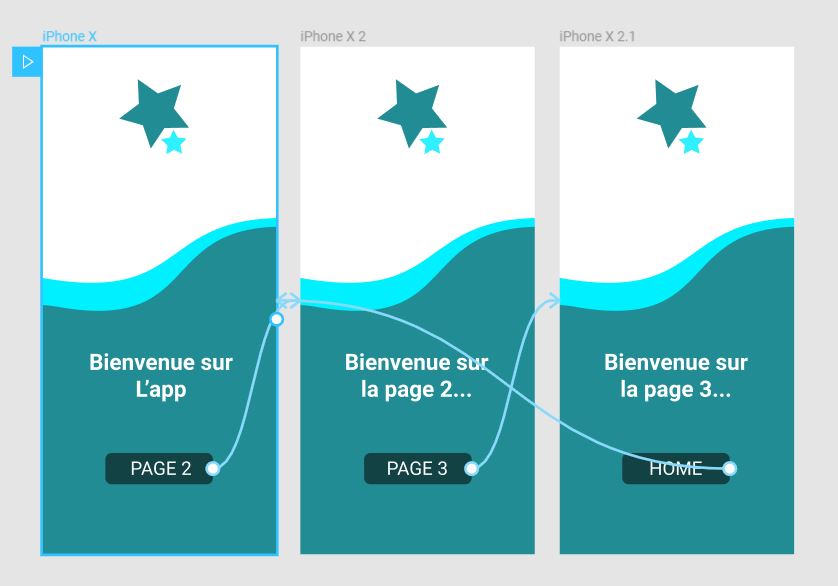 iPhone X
iPhone X 2
iPhone X 2.1
Bienvenue sur
L'app
PAGE 2
Bienvenue sur
la page 2...
PAGE 3
Bienvenue sur
la page 3...
HOME